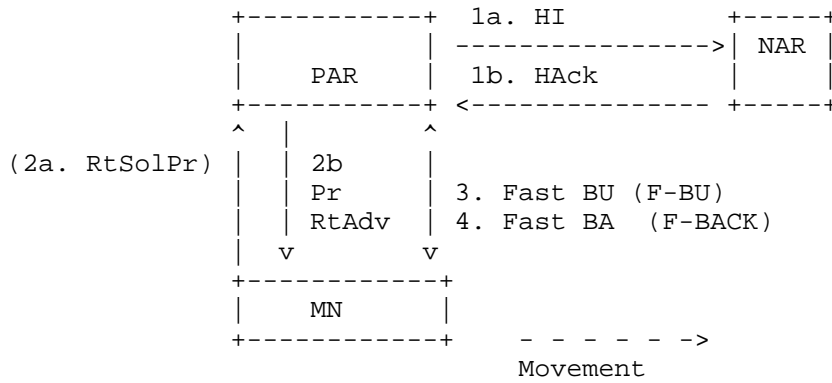 1a. HI
NAR
PAR
1b. HAck
(2a. RtSolPr)
2b
Pr
3. Fast BU (F-BU)
RtAdv
4. Fast BA (F-BACK)
MN
Movement